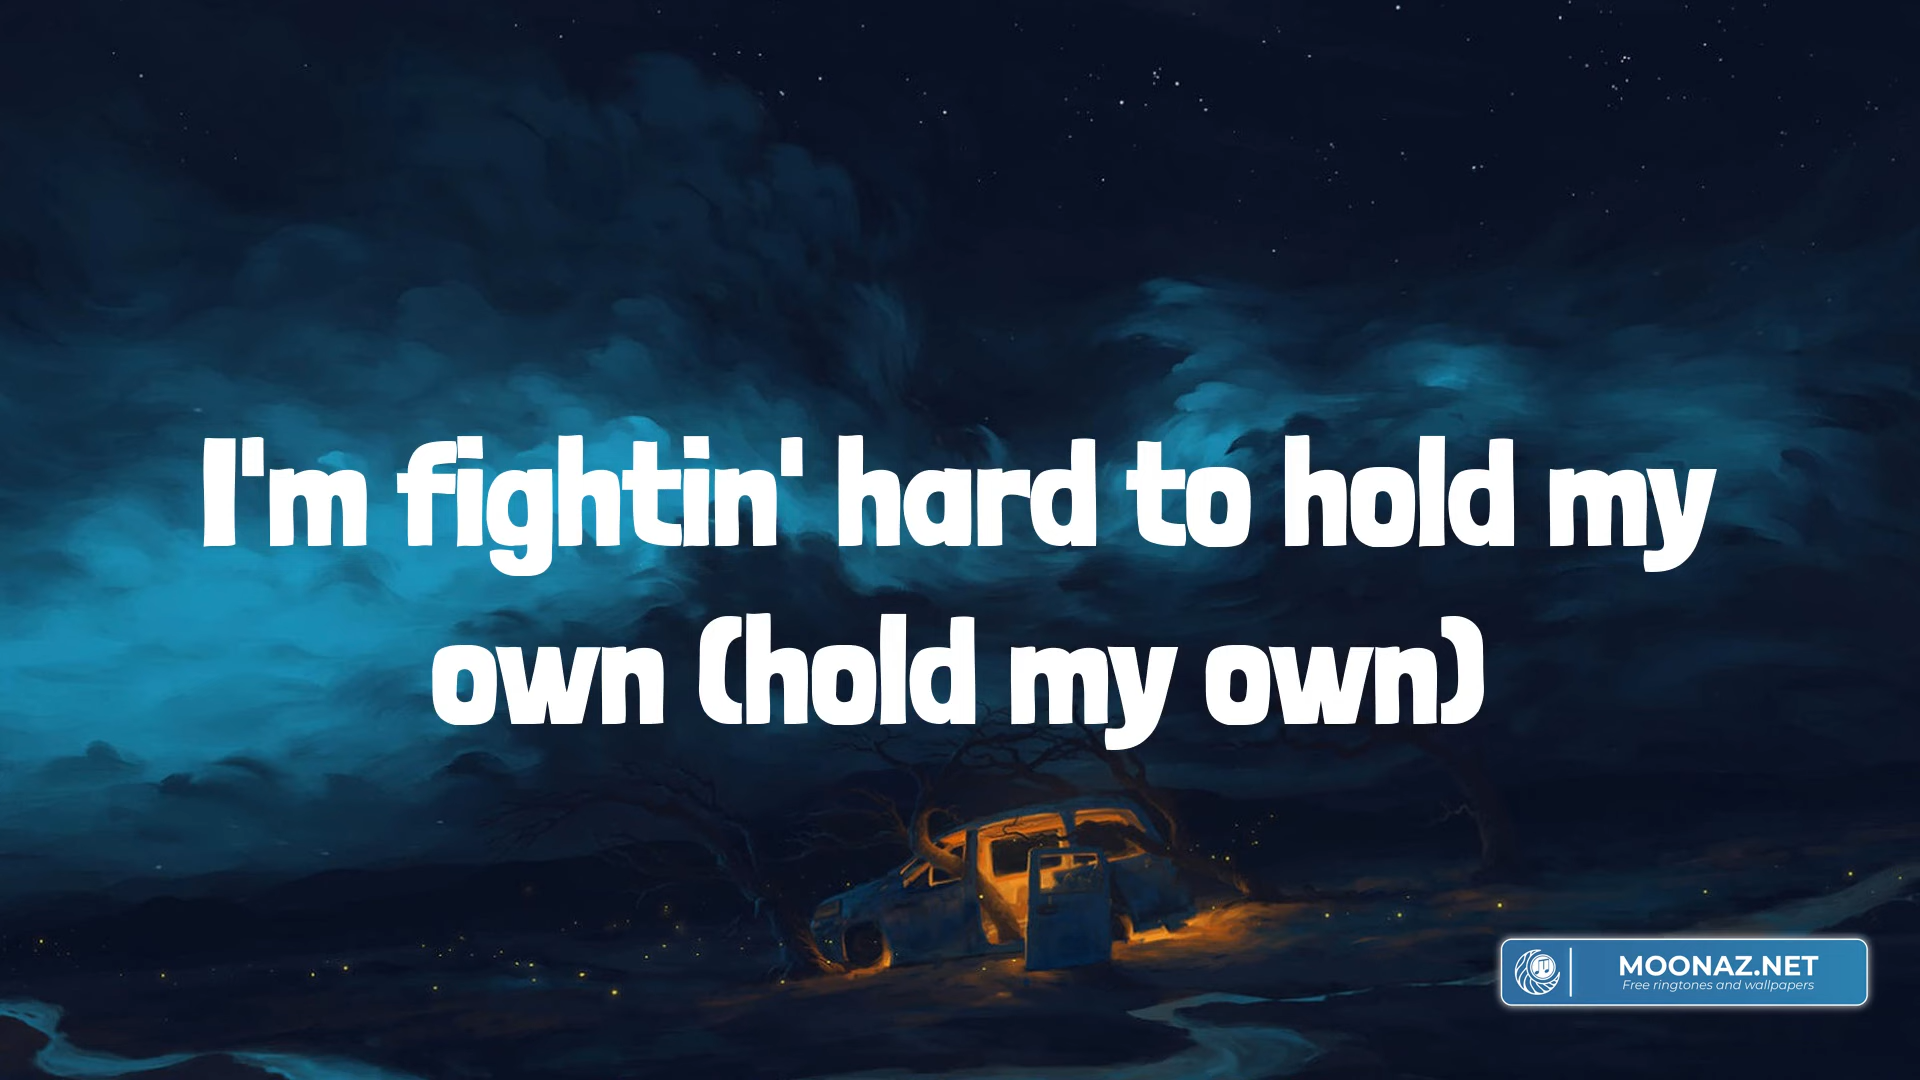 I'm fightin' hard to hold my
own (hold my own)
MOONAZ.NET
Free ringtones and wallpapers